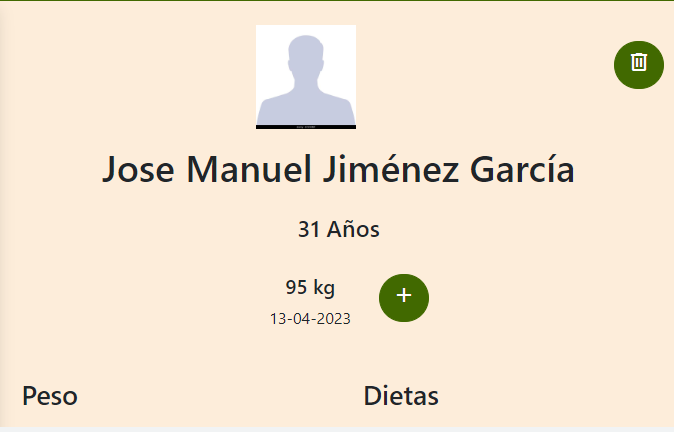 Jose Manuel Jiménez García
31 Años
95 kg
13-04-2023
Peso
Dietas